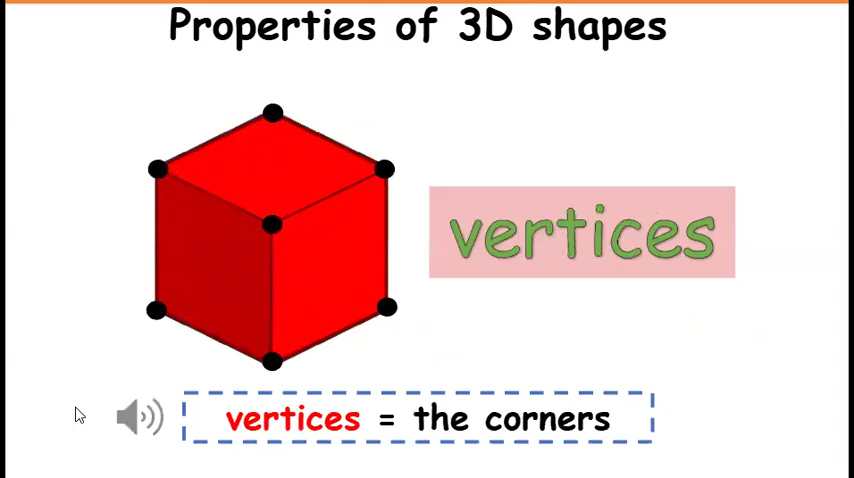 Properties of 3D shapes
vertices
vertices = the corners